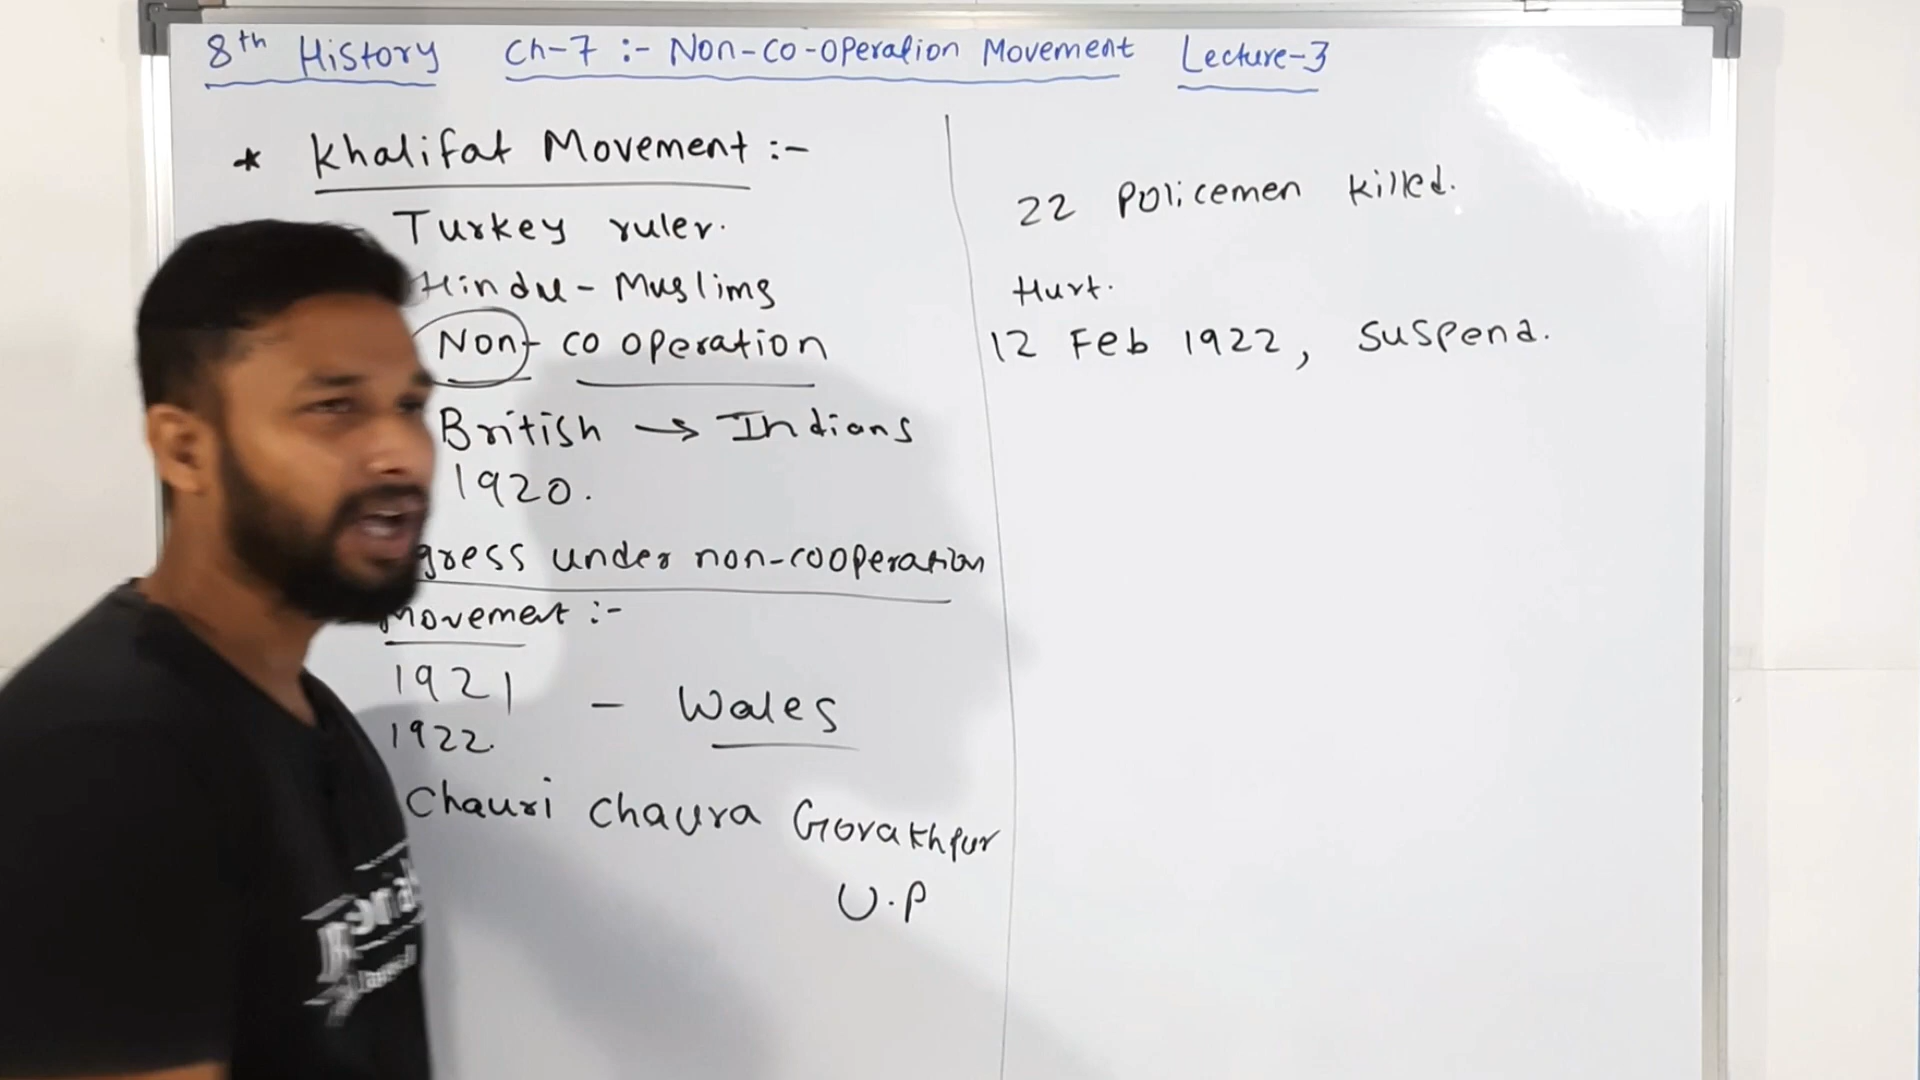 8th History Ch-7 :- Non-co-operation Movement Lecture-3
* Khalifat Movement :-
Turkey ruler.
Hindu - Muslims
Non - co operation
British → Indians
1920.
gress under non-cooperation
Movement :-
1921 - Wales
1922.
Chauri Chaura Gorakhpur
U.P
22 Policemen killed.
Hurt.
12 Feb 1922, Suspend.